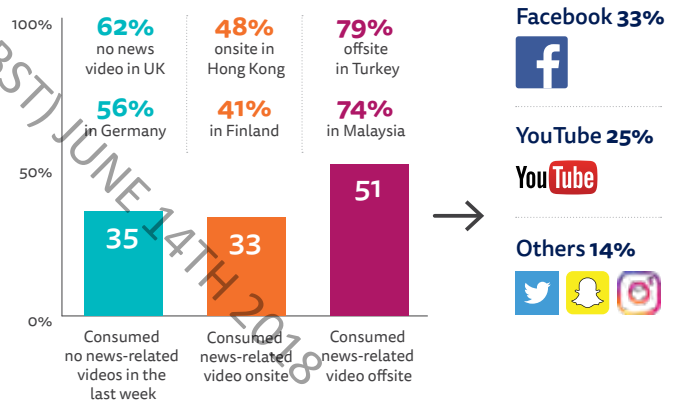 100%
50%
0%
62%
no news
video in UK
56%
in Germany
48%
onsite in
Hong Kong
41%
in Finland
79%
offsite
in Turkey
74%
in Malaysia
35
33
51
Consumed
no news-related
videos in the
last week
Consumed
news-related
video onsite
Consumed
news-related
video offsite
Facebook 33%
f
YouTube 25%
You Tube
Others 14%
BST) JUNE 14TH 2018